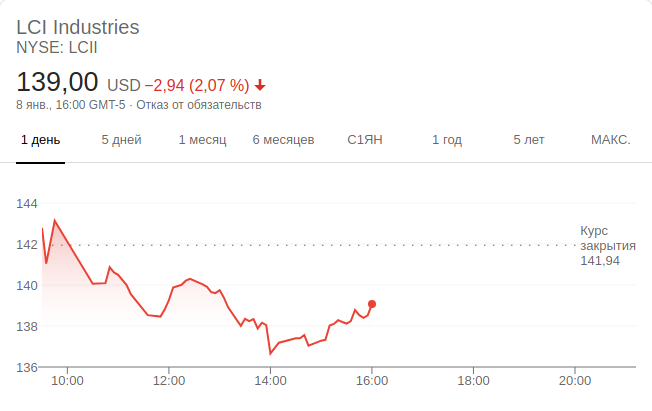 LCI Industries
NYSE: LCII
139,00 USD −2,94 (2,07 %)
8 янв., 16:00 GMT-5 · Отказ от обязательств
1 день 5 дней 1 месяц 6 месяцев С1ЯН 1 год 5 лет МАКС.
144
Курс
142 закрытия
141,94
140
138
136
10:00 12:00 14:00 16:00 18:00 20:00